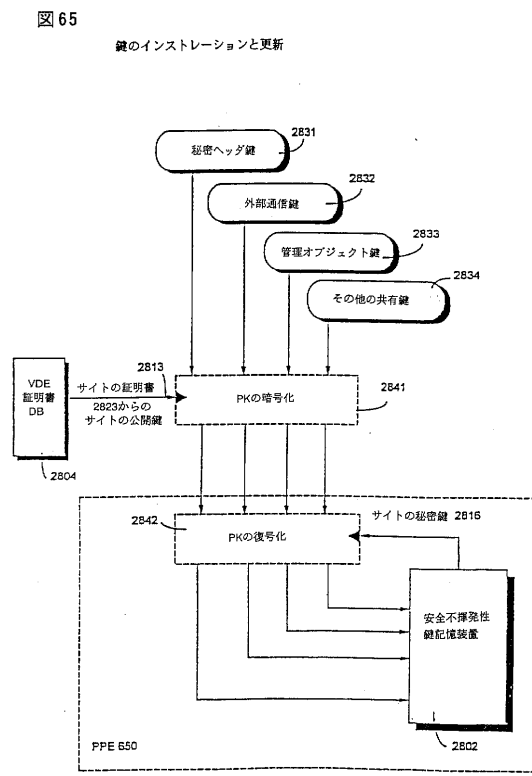 図65
鍵のインストレーションと更新
2831
秘密ヘッダ鍵
2832
外部通信鍵
2833
管理オブジェクト鍵
2834
その他の共有鍵
2813
VDE
証明書
DB
サイトの証明書
2823からの
サイトの公開鍵
PKの暗号化
2841
2804
2842
PKの復号化
サイトの秘密鍵 2816
安全不揮発性
鍵記憶装置
PPE 650
2802